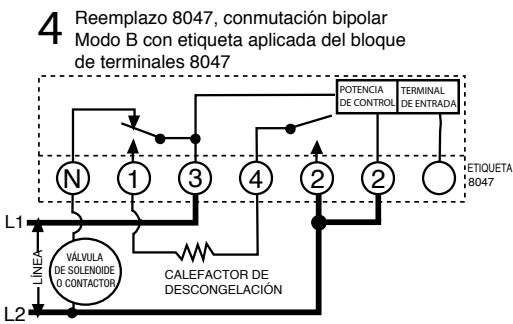 4 Reemplazo 8047, conmutación bipolar
Modo B con etiqueta aplicada del bloque
de terminales 8047
POTENCIA
DE CONTROL
TERMINAL
DE ENTRADA
N 1 3 4 2 2
ETIQUETA
8047
L1
LÍNEA
VÁLVULA
DE SOLENOIDE
O CONTACTOR
CALEFACTOR DE
DESCONGELACIÓN
L2